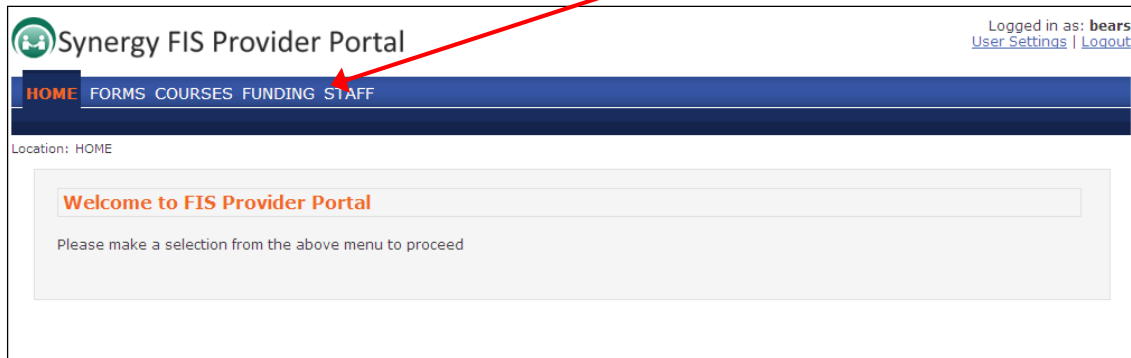 Synergy FIS Provider Portal
Logged in as: bears
User Settings | Logout
HOME FORMS COURSES FUNDING STAFF
Location: HOME
Welcome to FIS Provider Portal
Please make a selection from the above menu to proceed